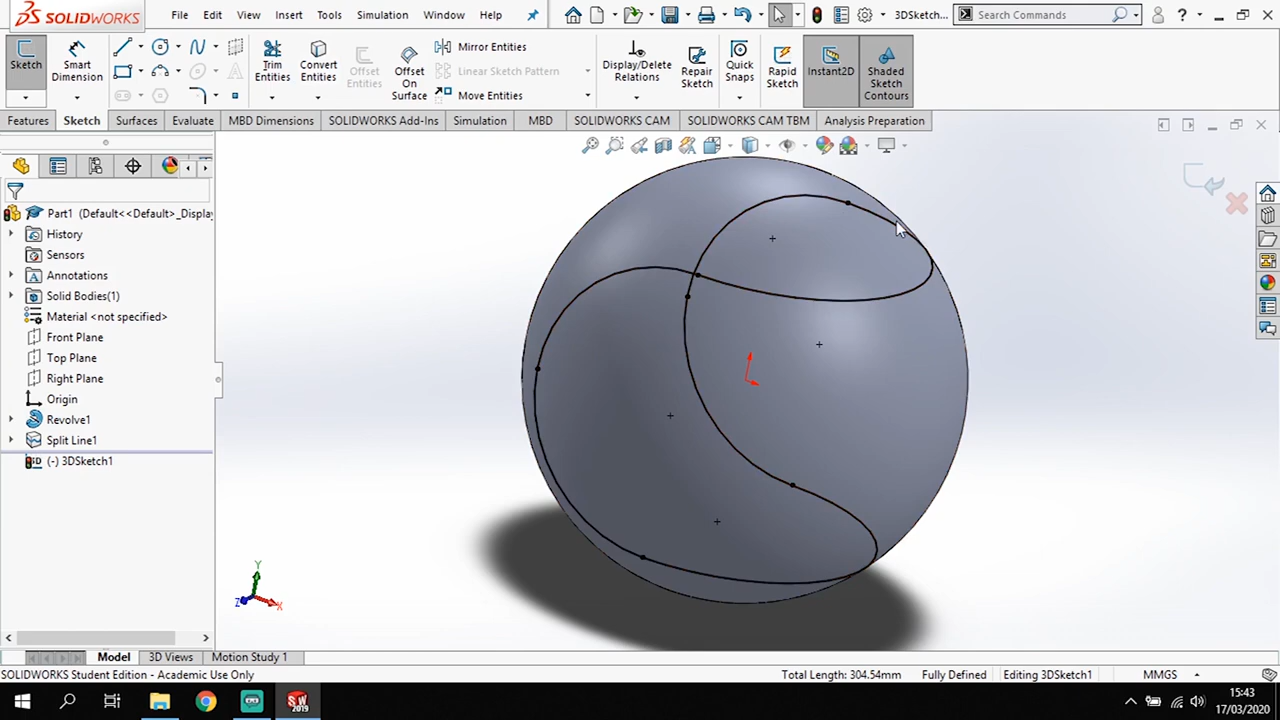 SOLIDWORKS
File Edit View Insert Tools Simulation Window Help
3DSketch...
Search Commands
Sketch
Smart Dimension
Trim Entities
Convert Entities
Offset Entities
Offset On Surface
Mirror Entities
Linear Sketch Pattern
Move Entities
Display/Delete Relations
Repair Sketch
Quick Snaps
Rapid Sketch
Instant2D
Shaded Sketch Contours
Features Sketch Surfaces Evaluate MBD Dimensions SOLIDWORKS Add-Ins Simulation MBD SOLIDWORKS CAM SOLIDWORKS CAM TBM Analysis Preparation
Part1 (Default<<Default>_Display
History
Sensors
Annotations
Solid Bodies(1)
Material <not specified>
Front Plane
Top Plane
Right Plane
Origin
Revolve1
Split Line1
3D (-) 3DSketch1
Y
Z X
Model 3D Views Motion Study 1
SOLIDWORKS Student Edition - Academic Use Only
Total Length: 304.54mm Fully Defined Editing 3DSketch1 MMGS
SW 2019
15:43
17/03/2020